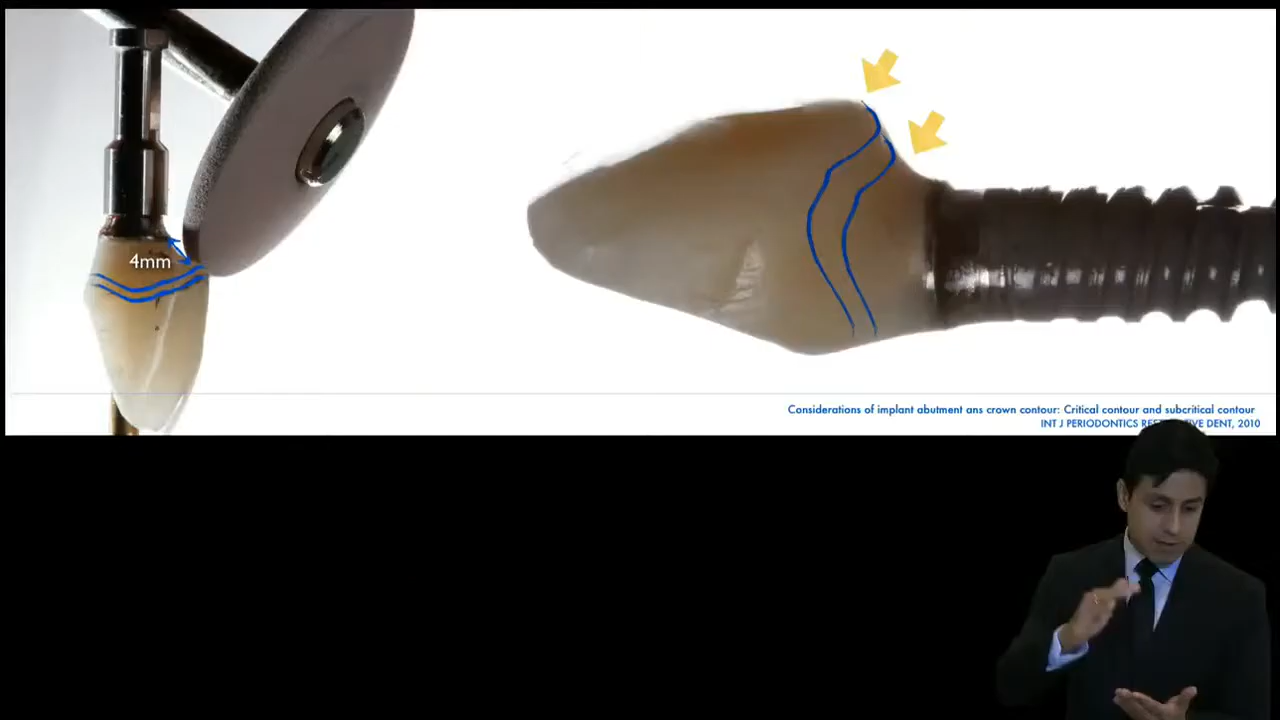 4mm
Considerations of implant abutment ans crown contour: Critical contour and subcritical contour
INT J PERIODONTICS DENT, 2010